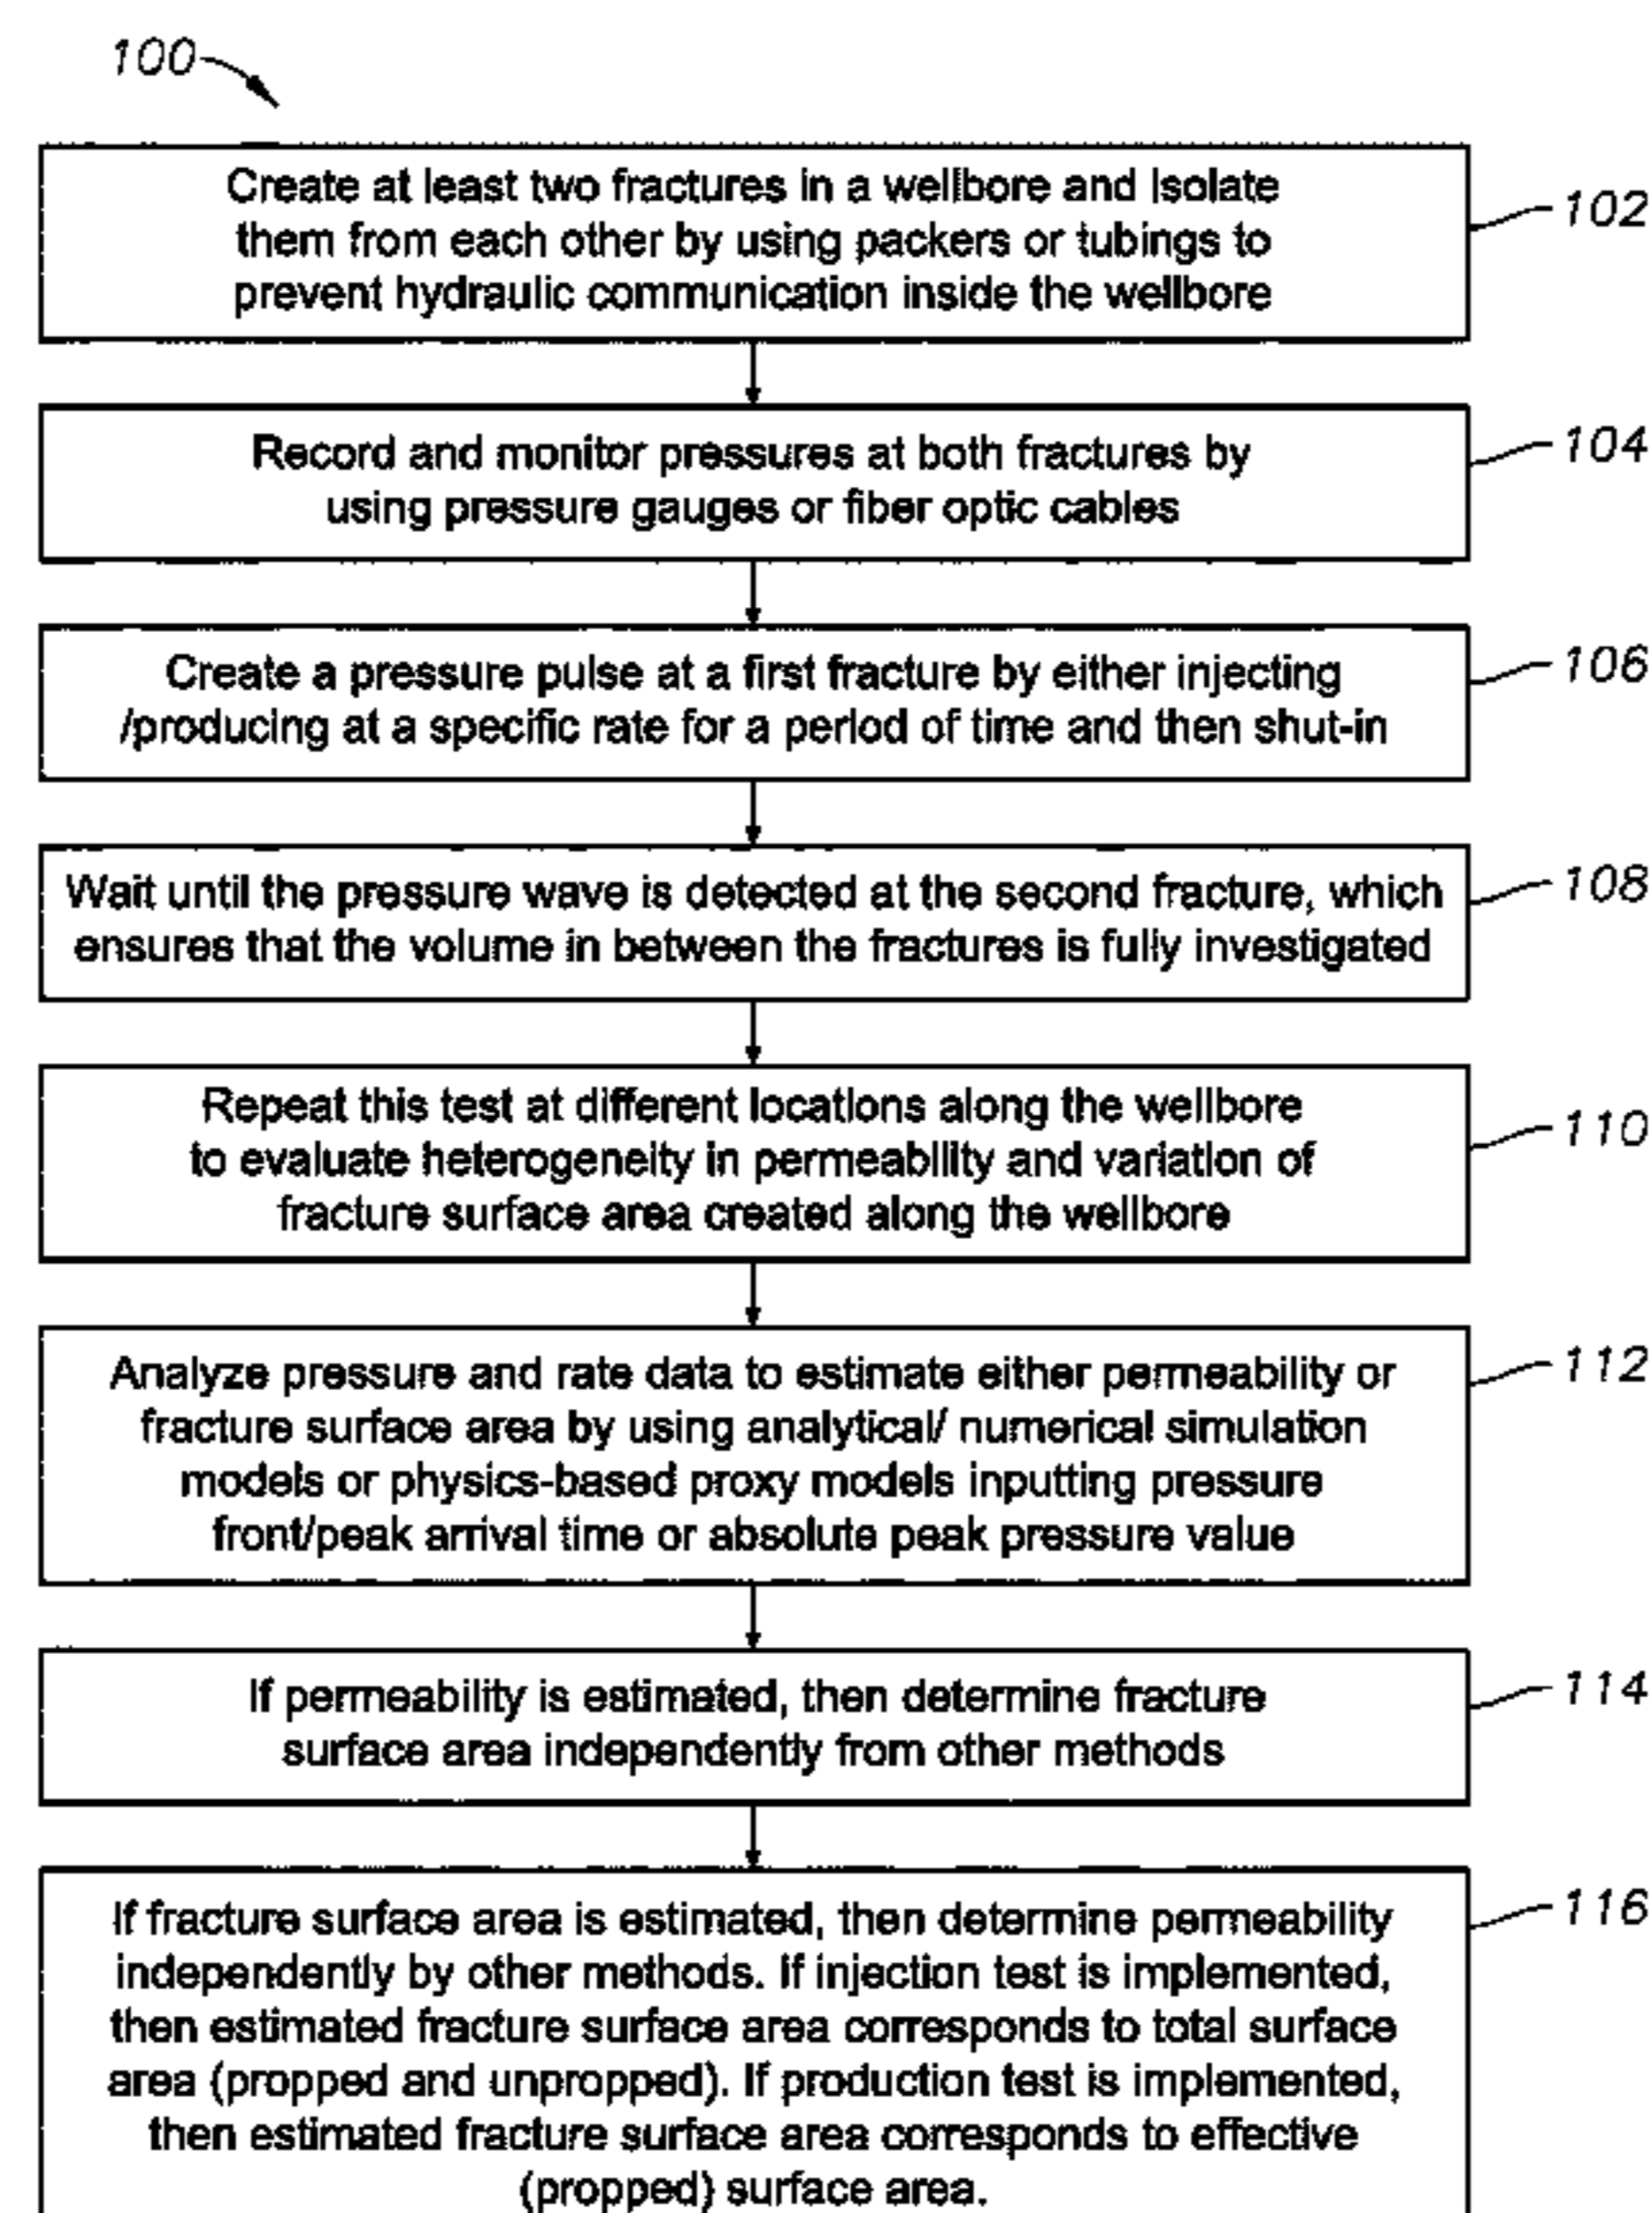 100
Create at least two fractures in a wellbore and isolate
them from each other by using packers or tubings to
prevent hydraulic communication inside the wellbore
102
Record and monitor pressures at both fractures by
using pressure gauges or fiber optic cables
104
Create a pressure pulse at a first fracture by either injecting
/producing at a specific rate for a period of time and then shut-in
106
Wait until the pressure wave is detected at the second fracture, which
ensures that the volume in between the fractures is fully investigated
108
Repeat this test at different locations along the wellbore
to evaluate heterogeneity in permeability and variation of
fracture surface area created along the wellbore
110
Analyze pressure and rate data to estimate either permeability or
fracture surface area by using analytical/ numerical simulation
models or physics-based proxy models inputting pressure
front/peak arrival time or absolute peak pressure value
112
If permeability is estimated, then determine fracture
surface area independently from other methods
114
If fracture surface area is estimated, then determine permeability
independently by other methods. If injection test is implemented,
then estimated fracture surface area corresponds to total surface
area (propped and unpropped). If production test is implemented,
then estimated fracture surface area corresponds to effective
(propped) surface area.
116